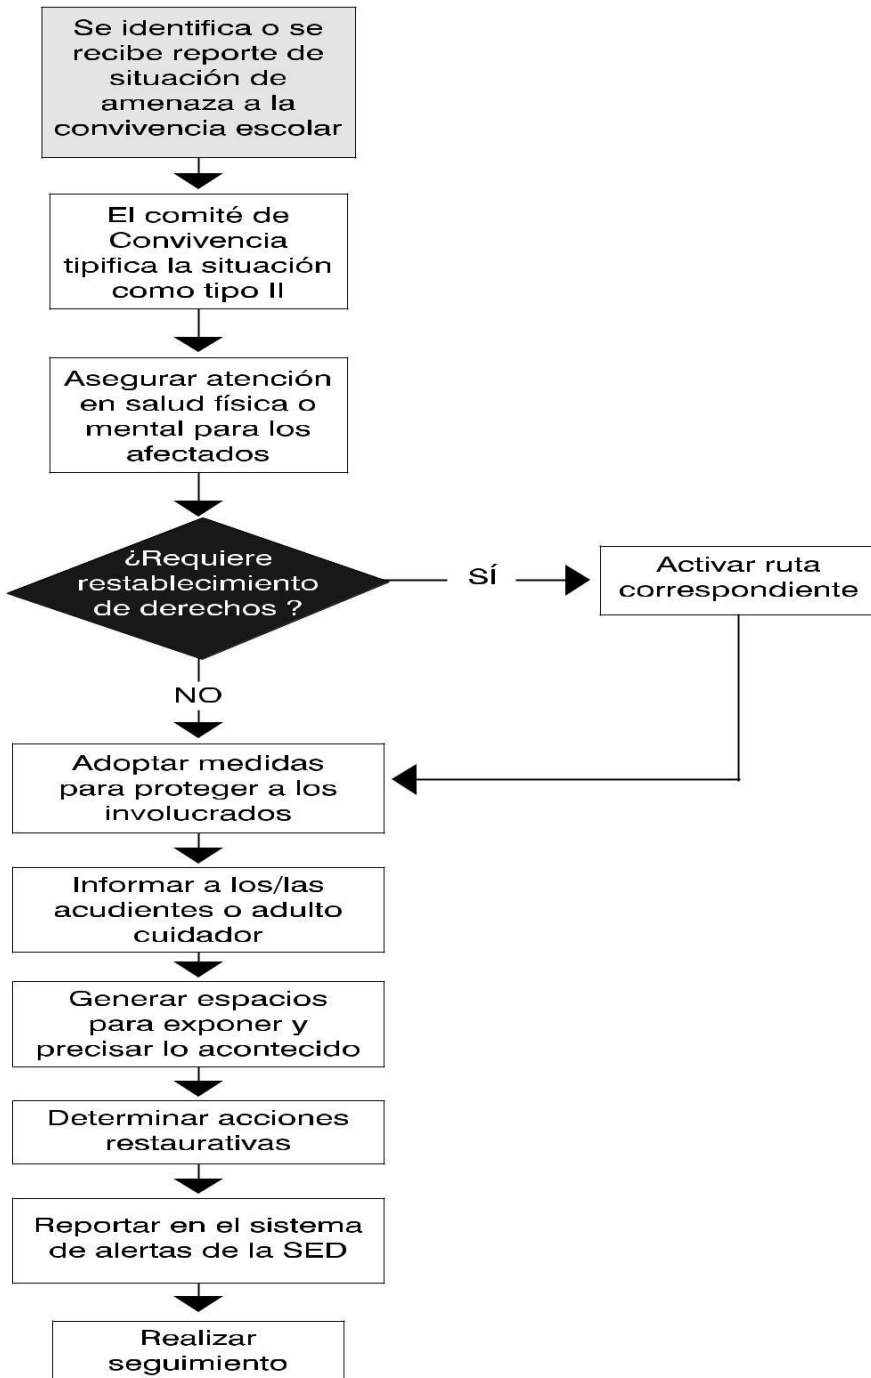 Se identifica o se
recibe reporte de
situación de
amenaza a la
convivencia escolar
El comité de
Convivencia
tipifica la situación
como tipo II
Asegurar atención
en salud física o
mental para los
afectados
¿Requiere
restablecimiento
de derechos ?
SÍ
Activar ruta
correspondiente
NO
Adoptar medidas
para proteger a los
involucrados
Informar a los/las
acudientes o adulto
cuidador
Generar espacios
para exponer y
precisar lo acontecido
Determinar acciones
restaurativas
Reportar en el sistema
de alertas de la SED
Realizar
seguimiento